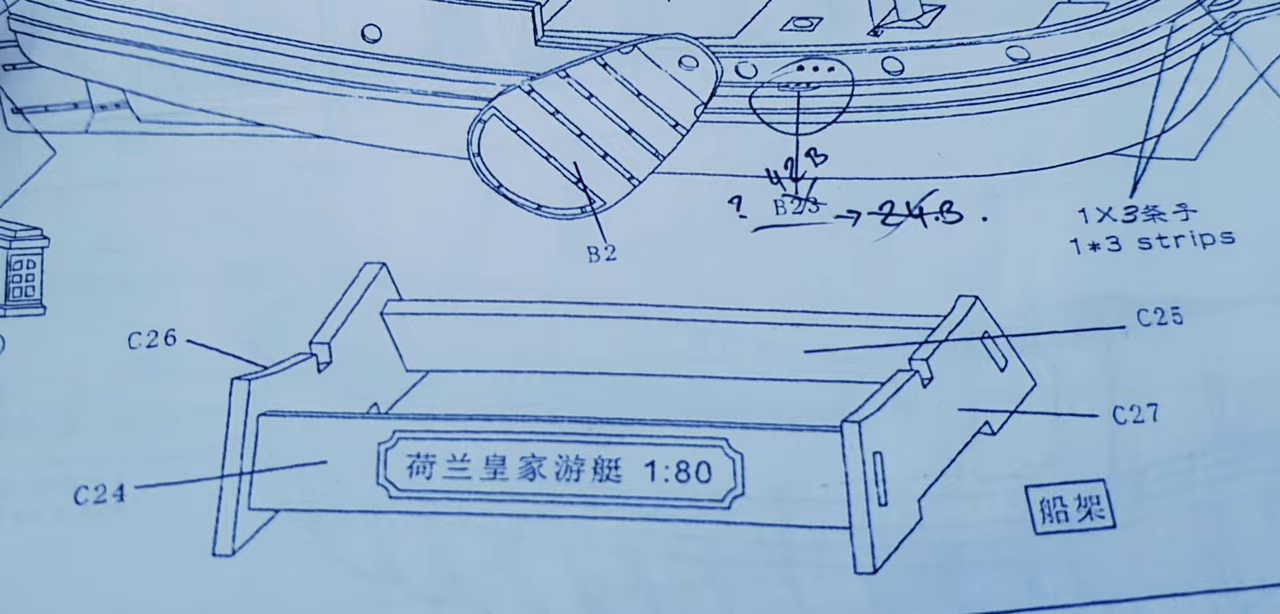 42B
? B23 → 24.B .
B2
1X3条子
1*3 strips
C26
C25
C27
C24
荷兰皇家游艇 1:80
船架